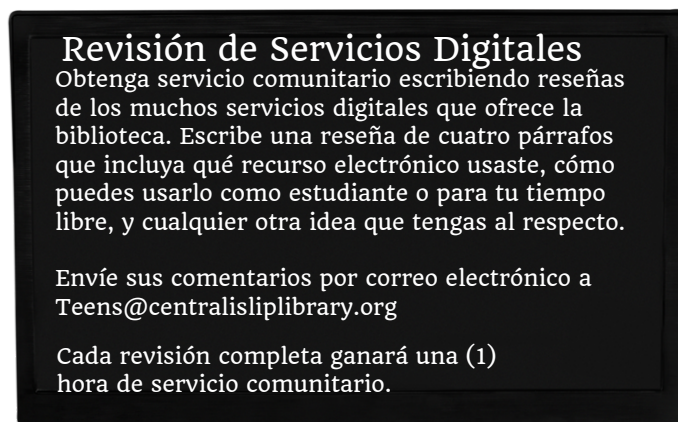 Revisión de Servicios Digitales
Obtenga servicio comunitario escribiendo reseñas
de los muchos servicios digitales que ofrece la
biblioteca. Escribe una reseña de cuatro párrafos
que incluya qué recurso electrónico usaste, cómo
puedes usarlo como estudiante o para tu tiempo
libre, y cualquier otra idea que tengas al respecto.
Envíe sus comentarios por correo electrónico a
Teens@centralisliplibrary.org
Cada revisión completa ganará una (1)
hora de servicio comunitario.